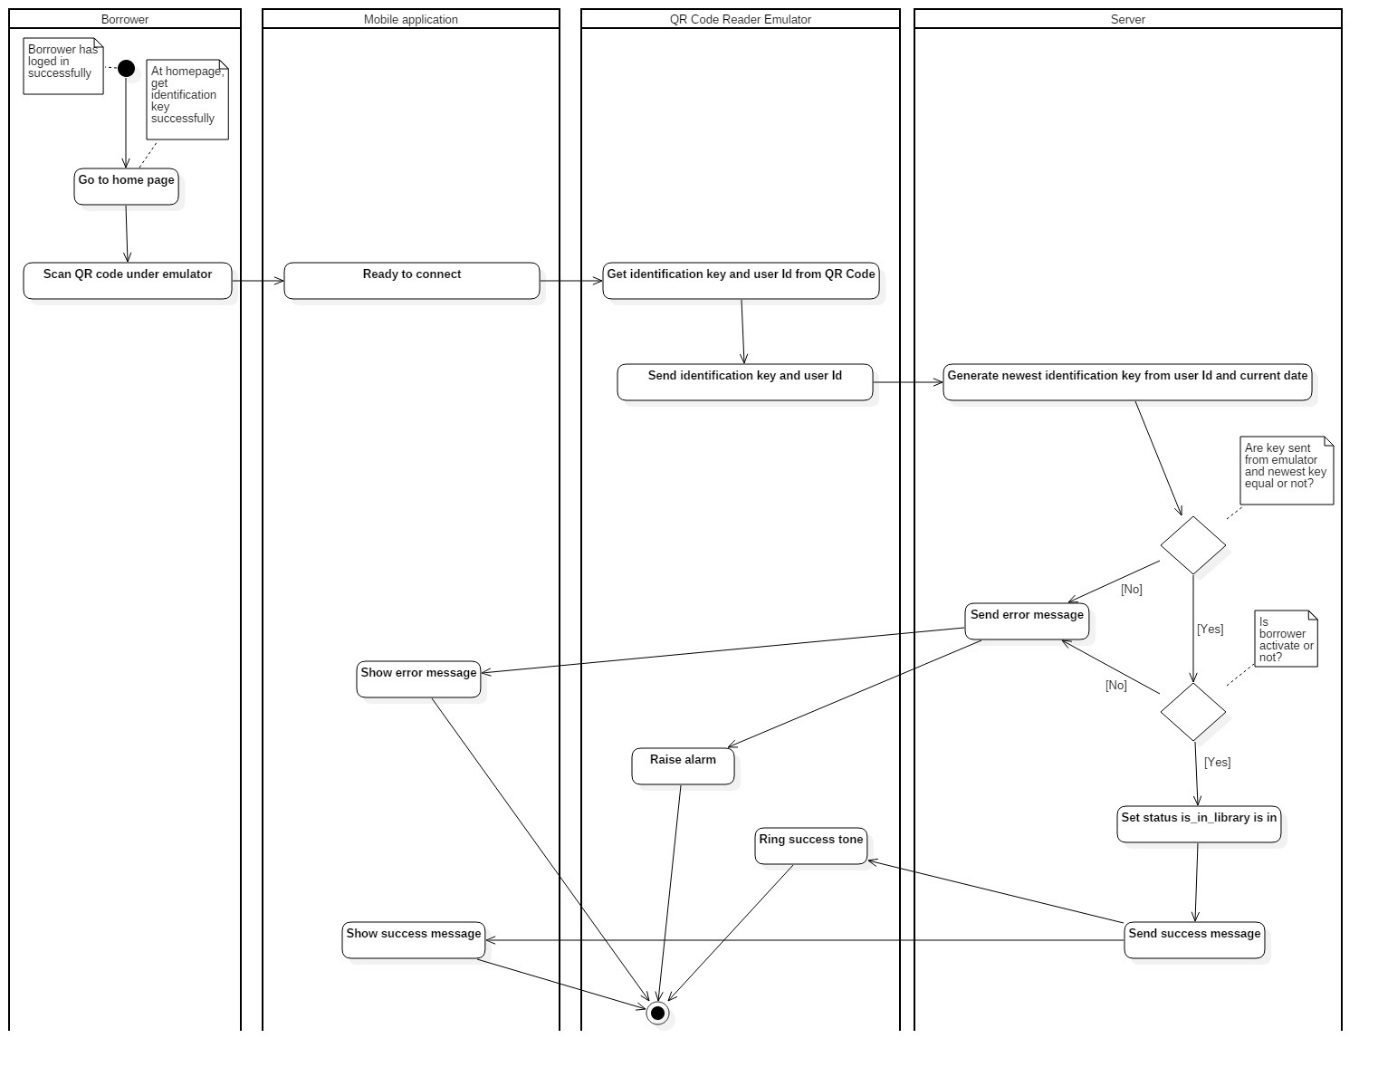 Borrower
Mobile application
QR Code Reader Emulator
Server
Borrower has
loged in
successfully
At homepage,
get
identification
key
successfully
Go to home page
Scan QR code under emulator
Ready to connect
Get identification key and user Id from QR Code
Send identification key and user Id
Generate newest identification key from user Id and current date
Are key sent
from emulator
and newest key
equal or not?
[No]
Send error message
[Yes]
Is
borrower
activate or
not?
Show error message
[No]
Raise alarm
[Yes]
Set status is_in_library is in
Ring success tone
Show success message
Send success message